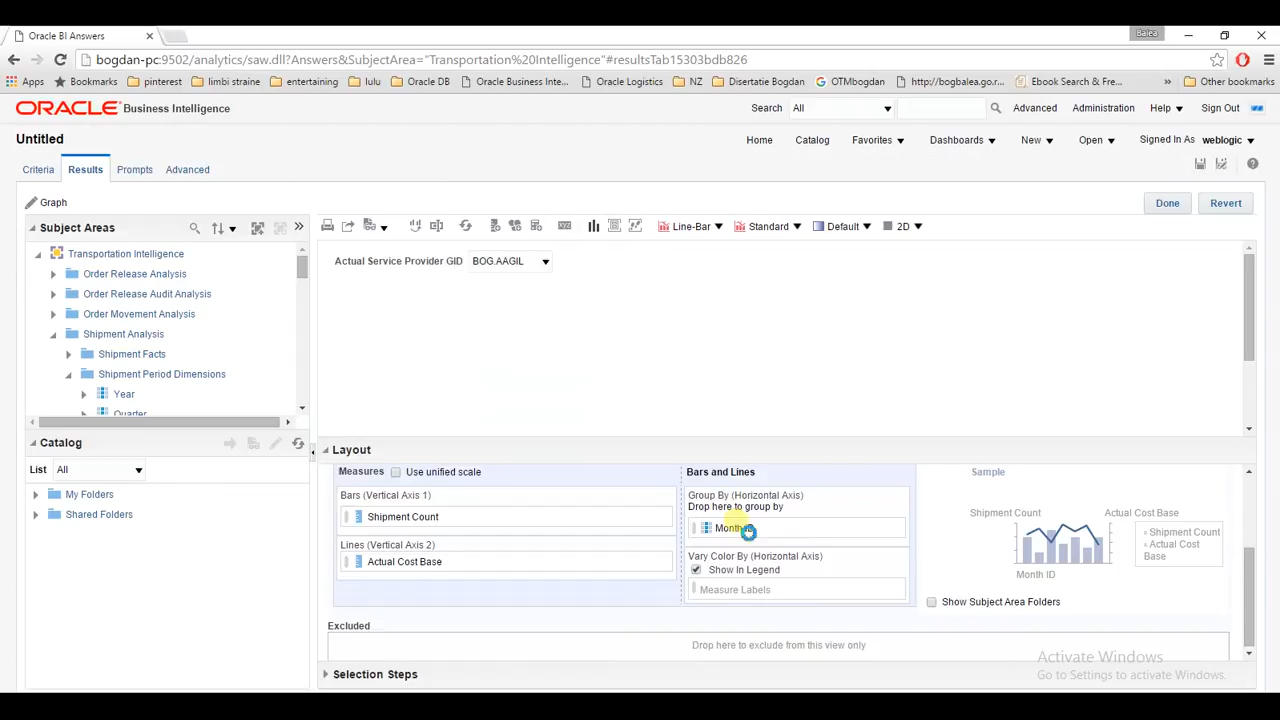 Oracle BI Answers
Balea
bogdan-pc:9502/analytics/saw.dll?Answers&SubjectArea="Transportation%20Intelligence"#resultsTab15303bdb826
Apps Bookmarks pinterest limbi straine entertaining lulu Oracle DB Oracle Business Inte... Oracle Logistics NZ Disertatie Bogdan OTMbogdan http://bogbalea.go.r... Ebook Search & Fre... » Other bookmarks
ORACLE Business Intelligence
Search All Advanced Administration Help Sign Out
Untitled
Home Catalog Favorites Dashboards New Open Signed In As weblogic
Criteria Results Prompts Advanced
Graph
Done Revert
Subject Areas »
Line-Bar Standard Default 2D
Transportation Intelligence
Order Release Analysis
Order Release Audit Analysis
Order Movement Analysis
Shipment Analysis
Shipment Facts
Shipment Period Dimensions
Year
Quarter
Actual Service Provider GID BOG.AAGIL
Catalog
List All
My Folders
Shared Folders
Layout
Measures Use unified scale
Bars (Vertical Axis 1)
Shipment Count
Lines (Vertical Axis 2)
Actual Cost Base
Bars and Lines
Group By (Horizontal Axis)
Drop here to group by
Vary Color By (Horizontal Axis)
Show In Legend
Measure Labels
Sample
Shipment Count
Actual Cost Base
Shipment Count
Actual Cost
Base
Month ID
Show Subject Area Folders
Excluded
Drop here to exclude from this view only
Selection Steps
Activate Windows
Go to Settings to activate Windows.